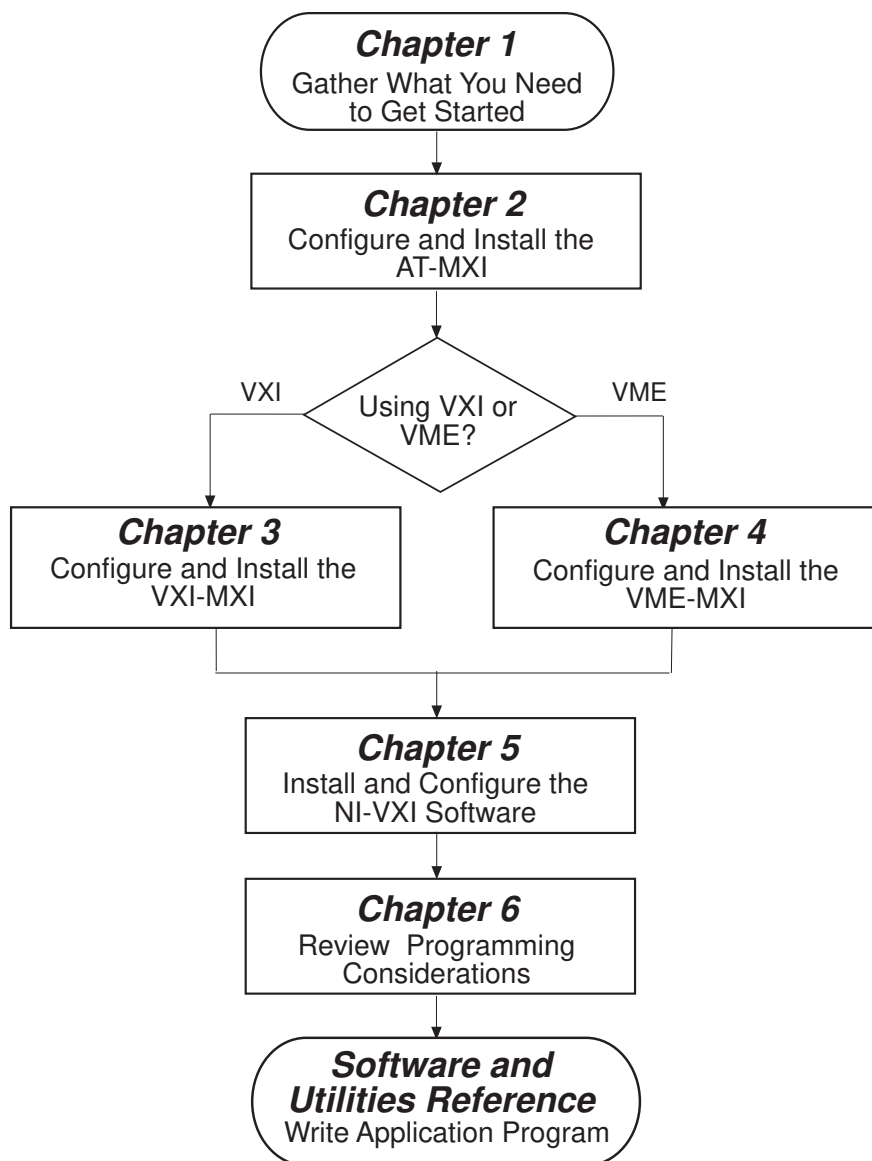 Chapter 1
Gather What You Need
to Get Started
Chapter 2
Configure and Install the
AT-MXI
Using VXI or
VME?
VXI
VME
Chapter 3
Configure and Install the
VXI-MXI
Chapter 4
Configure and Install the
VME-MXI
Chapter 5
Install and Configure the
NI-VXI Software
Chapter 6
Review Programming
Considerations
Software and
Utilities Reference
Write Application Program